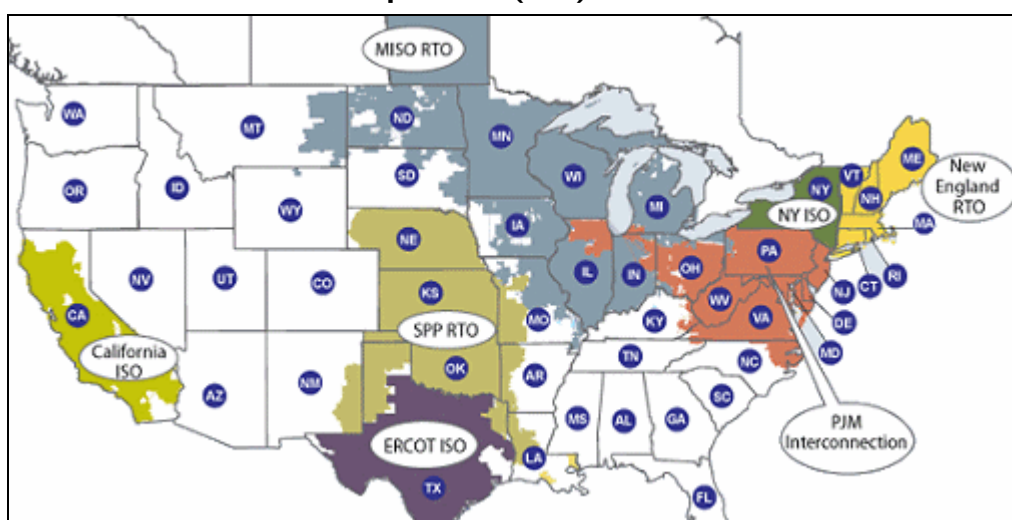 MISO RTO
WA
MT
ND
MN
ME
VT
NY
NH
New
England
RTO
OR
ID
SD
WI
MI
NY ISO
WY
MA
IA
NE
PA
RI
CT
NV
UT
CO
IL
IN
OH
NJ
CA
KS
MO
KY
WV
VA
DE
SPP RTO
MD
California
ISO
TN
NC
AZ
NM
OK
AR
SC
MS
AL
GA
PJM
Interconnection
ERCOT ISO
LA
TX
FL